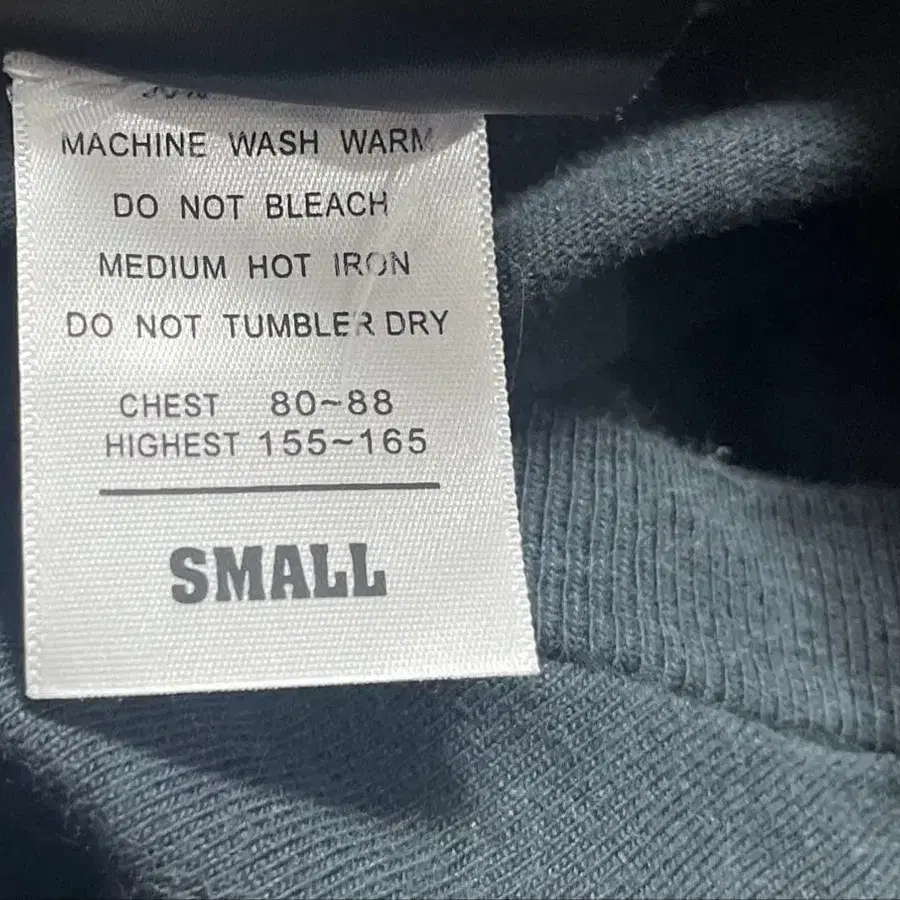 MACHINE WASH WARM
DO NOT BLEACH
MEDIUM HOT IRON
DO NOT TUMBLER DRY
CHEST 80~88
HIGHEST 155~165
SMALL